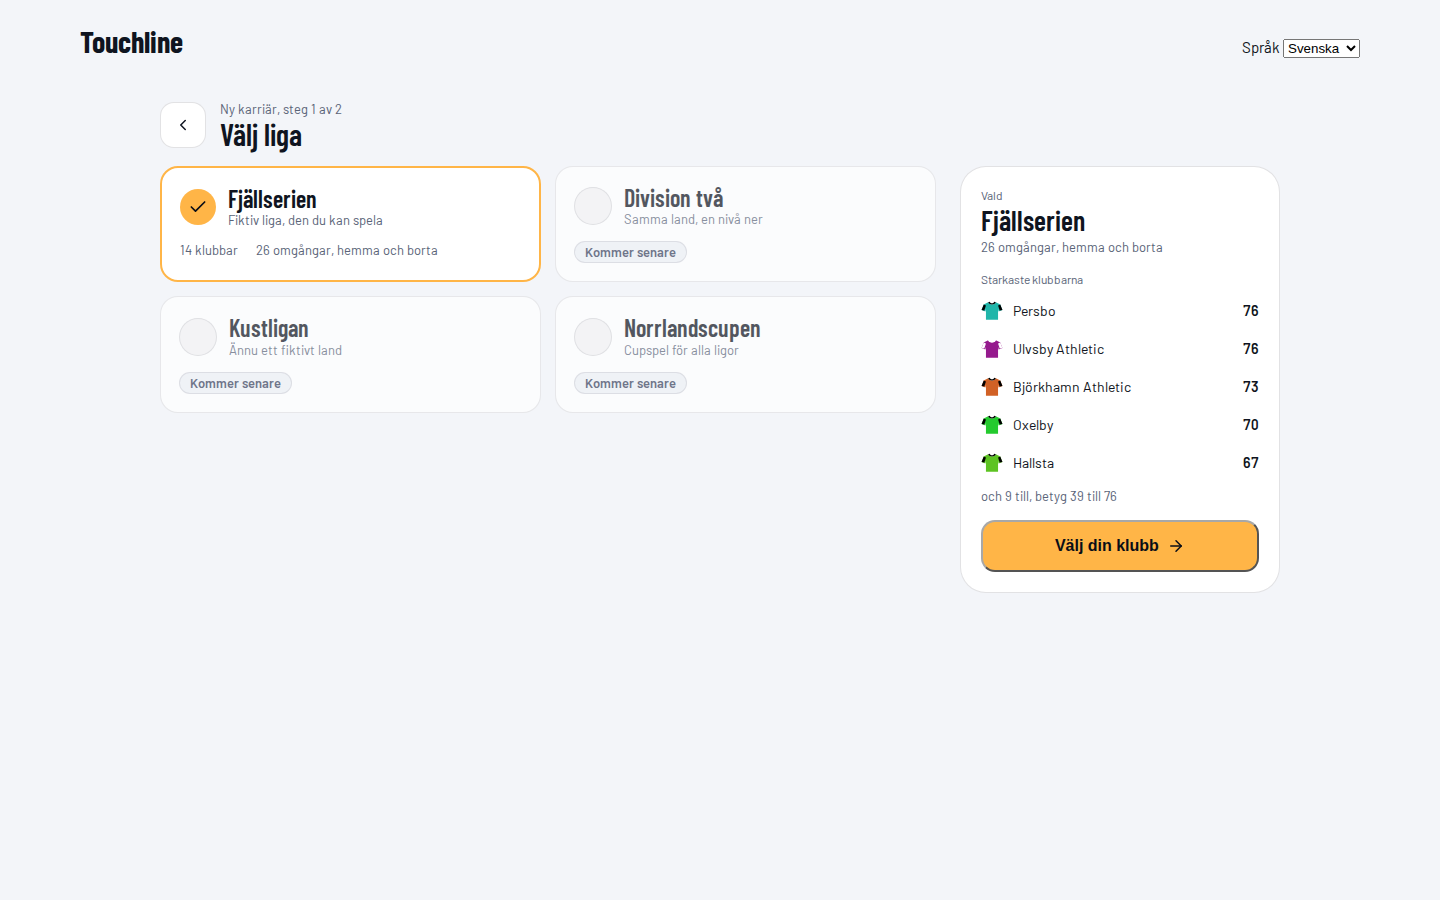 Touchline
Språk Svenska
Ny karriär, steg 1 av 2
Välj liga
Fjällserien
Fiktiv liga, den du kan spela
14 klubbar 26 omgångar, hemma och borta
Division två
Samma land, en nivå ner
Kommer senare
Kustligan
Ännu ett fiktivt land
Kommer senare
Norrlandscupen
Cupspel för alla ligor
Kommer senare
Vald
Fjällserien
26 omgångar, hemma och borta
Starkaste klubbarna
Persbo 76
Ulvsby Athletic 76
Björkhamn Athletic 73
Oxelby 70
Hallsta 67
och 9 till, betyg 39 till 76
Välj din klubb